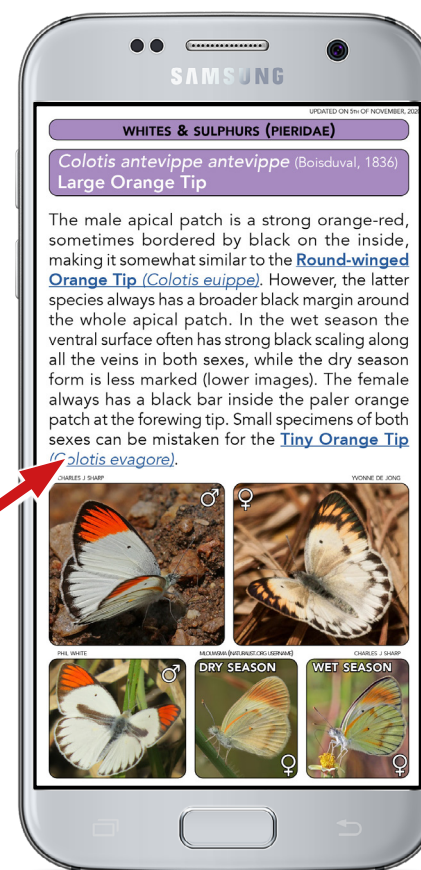 SAMSUNG
UPDATED ON 5TH OF NOVEMBER, 202
WHITES & SULPHURS (PIERIDAE)
Colotis antevippe antevippe (Boisduval, 1836)
Large Orange Tip
The male apical patch is a strong orange-red,
sometimes bordered by black on the inside,
making it somewhat similar to the Round-winged
Orange Tip (Colotis euippe). However, the latter
species always has a broader black margin around
the whole apical patch. In the wet season the
ventral surface often has strong black scaling along
all the veins in both sexes, while the dry season
form is less marked (lower images). The female
always has a black bar inside the paler orange
patch at the forewing tip. Small specimens of both
sexes can be mistaken for the Tiny Orange Tip
(Colotis evagore).
CHARLES J SHARP
YVONNE DE JONG
♂
♀
PHIL WHITE
(INATURALIST.ORG USERNAME)
CHARLES J SHARP
♂
DRY SEASON
♀
WET SEASON
♀